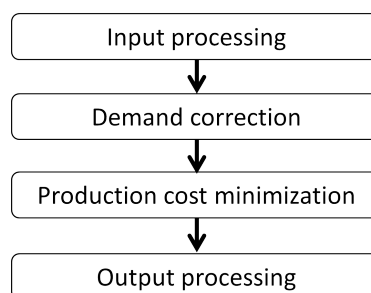 Input processing
Demand correction
Production cost minimization
Output processing